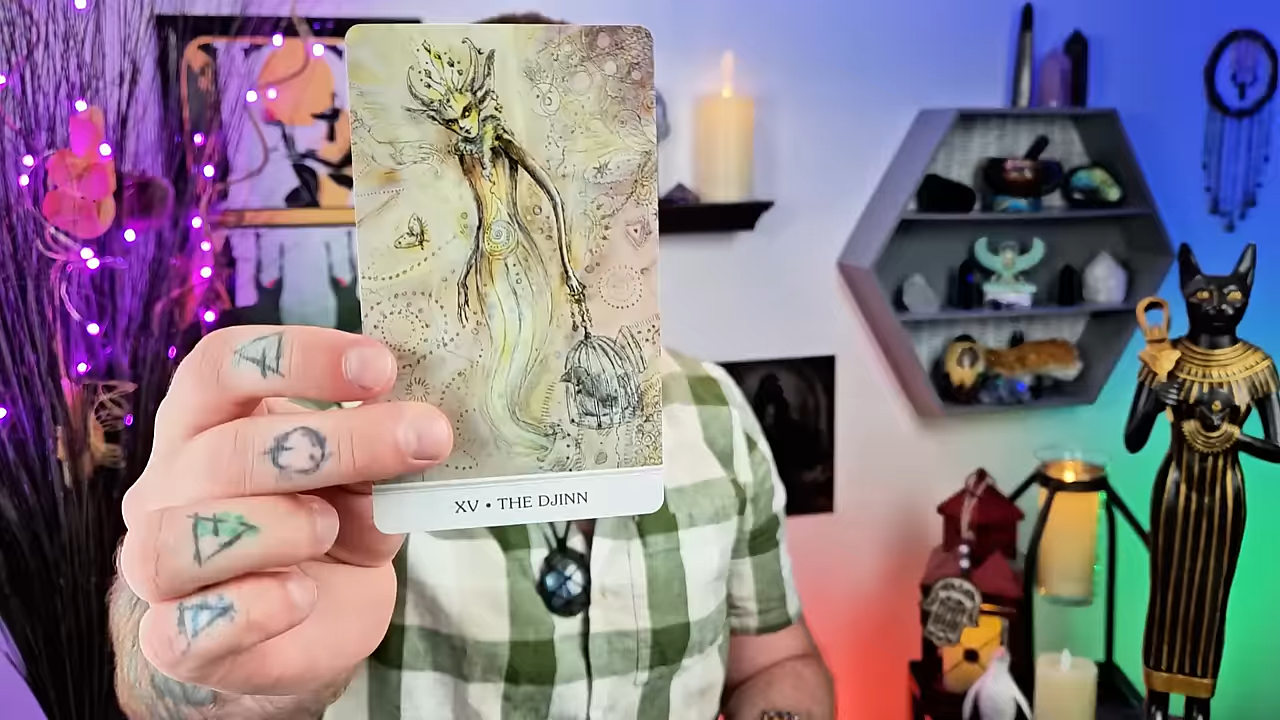 XV • THE DJINN